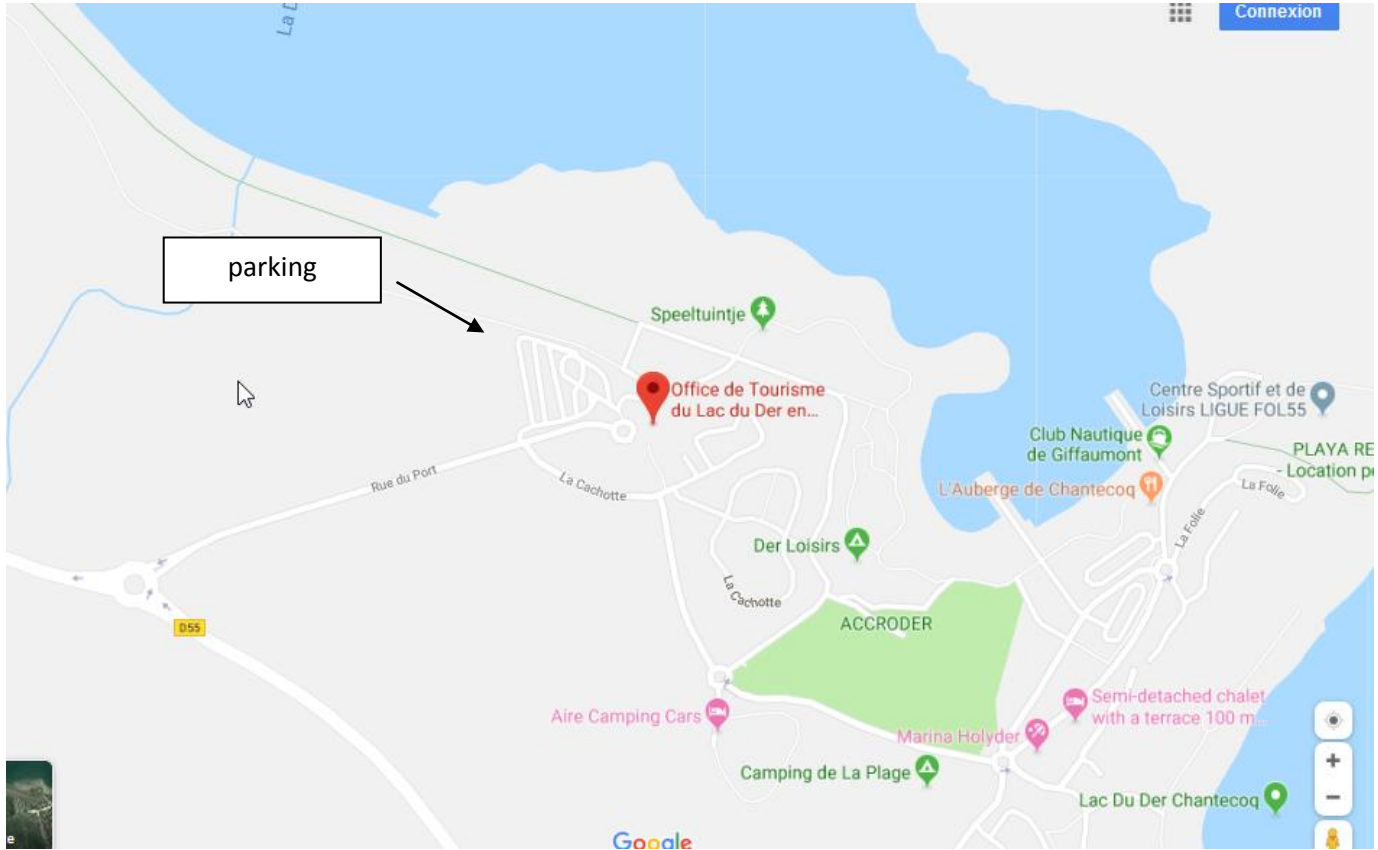 Connexion
La D
parking
Speeltuintje
Office de Tourisme
du Lac du Der en...
Centre Sportif et de
Loisirs LIGUE FOL55
Club Nautique
de Giffaumont
PLAYA RE
- Location pe
L'Auberge de Chantecoq
La Folie
Rue du Port
La Cachotte
La Folie
Der Loisirs
La Cachotte
ACCRODER
D55
Semi-detached chalet
with a terrace 100 m...
Aire Camping Cars
Marina Holyder
Camping de La Plage
Lac Du Der Chantecoq
e
Google